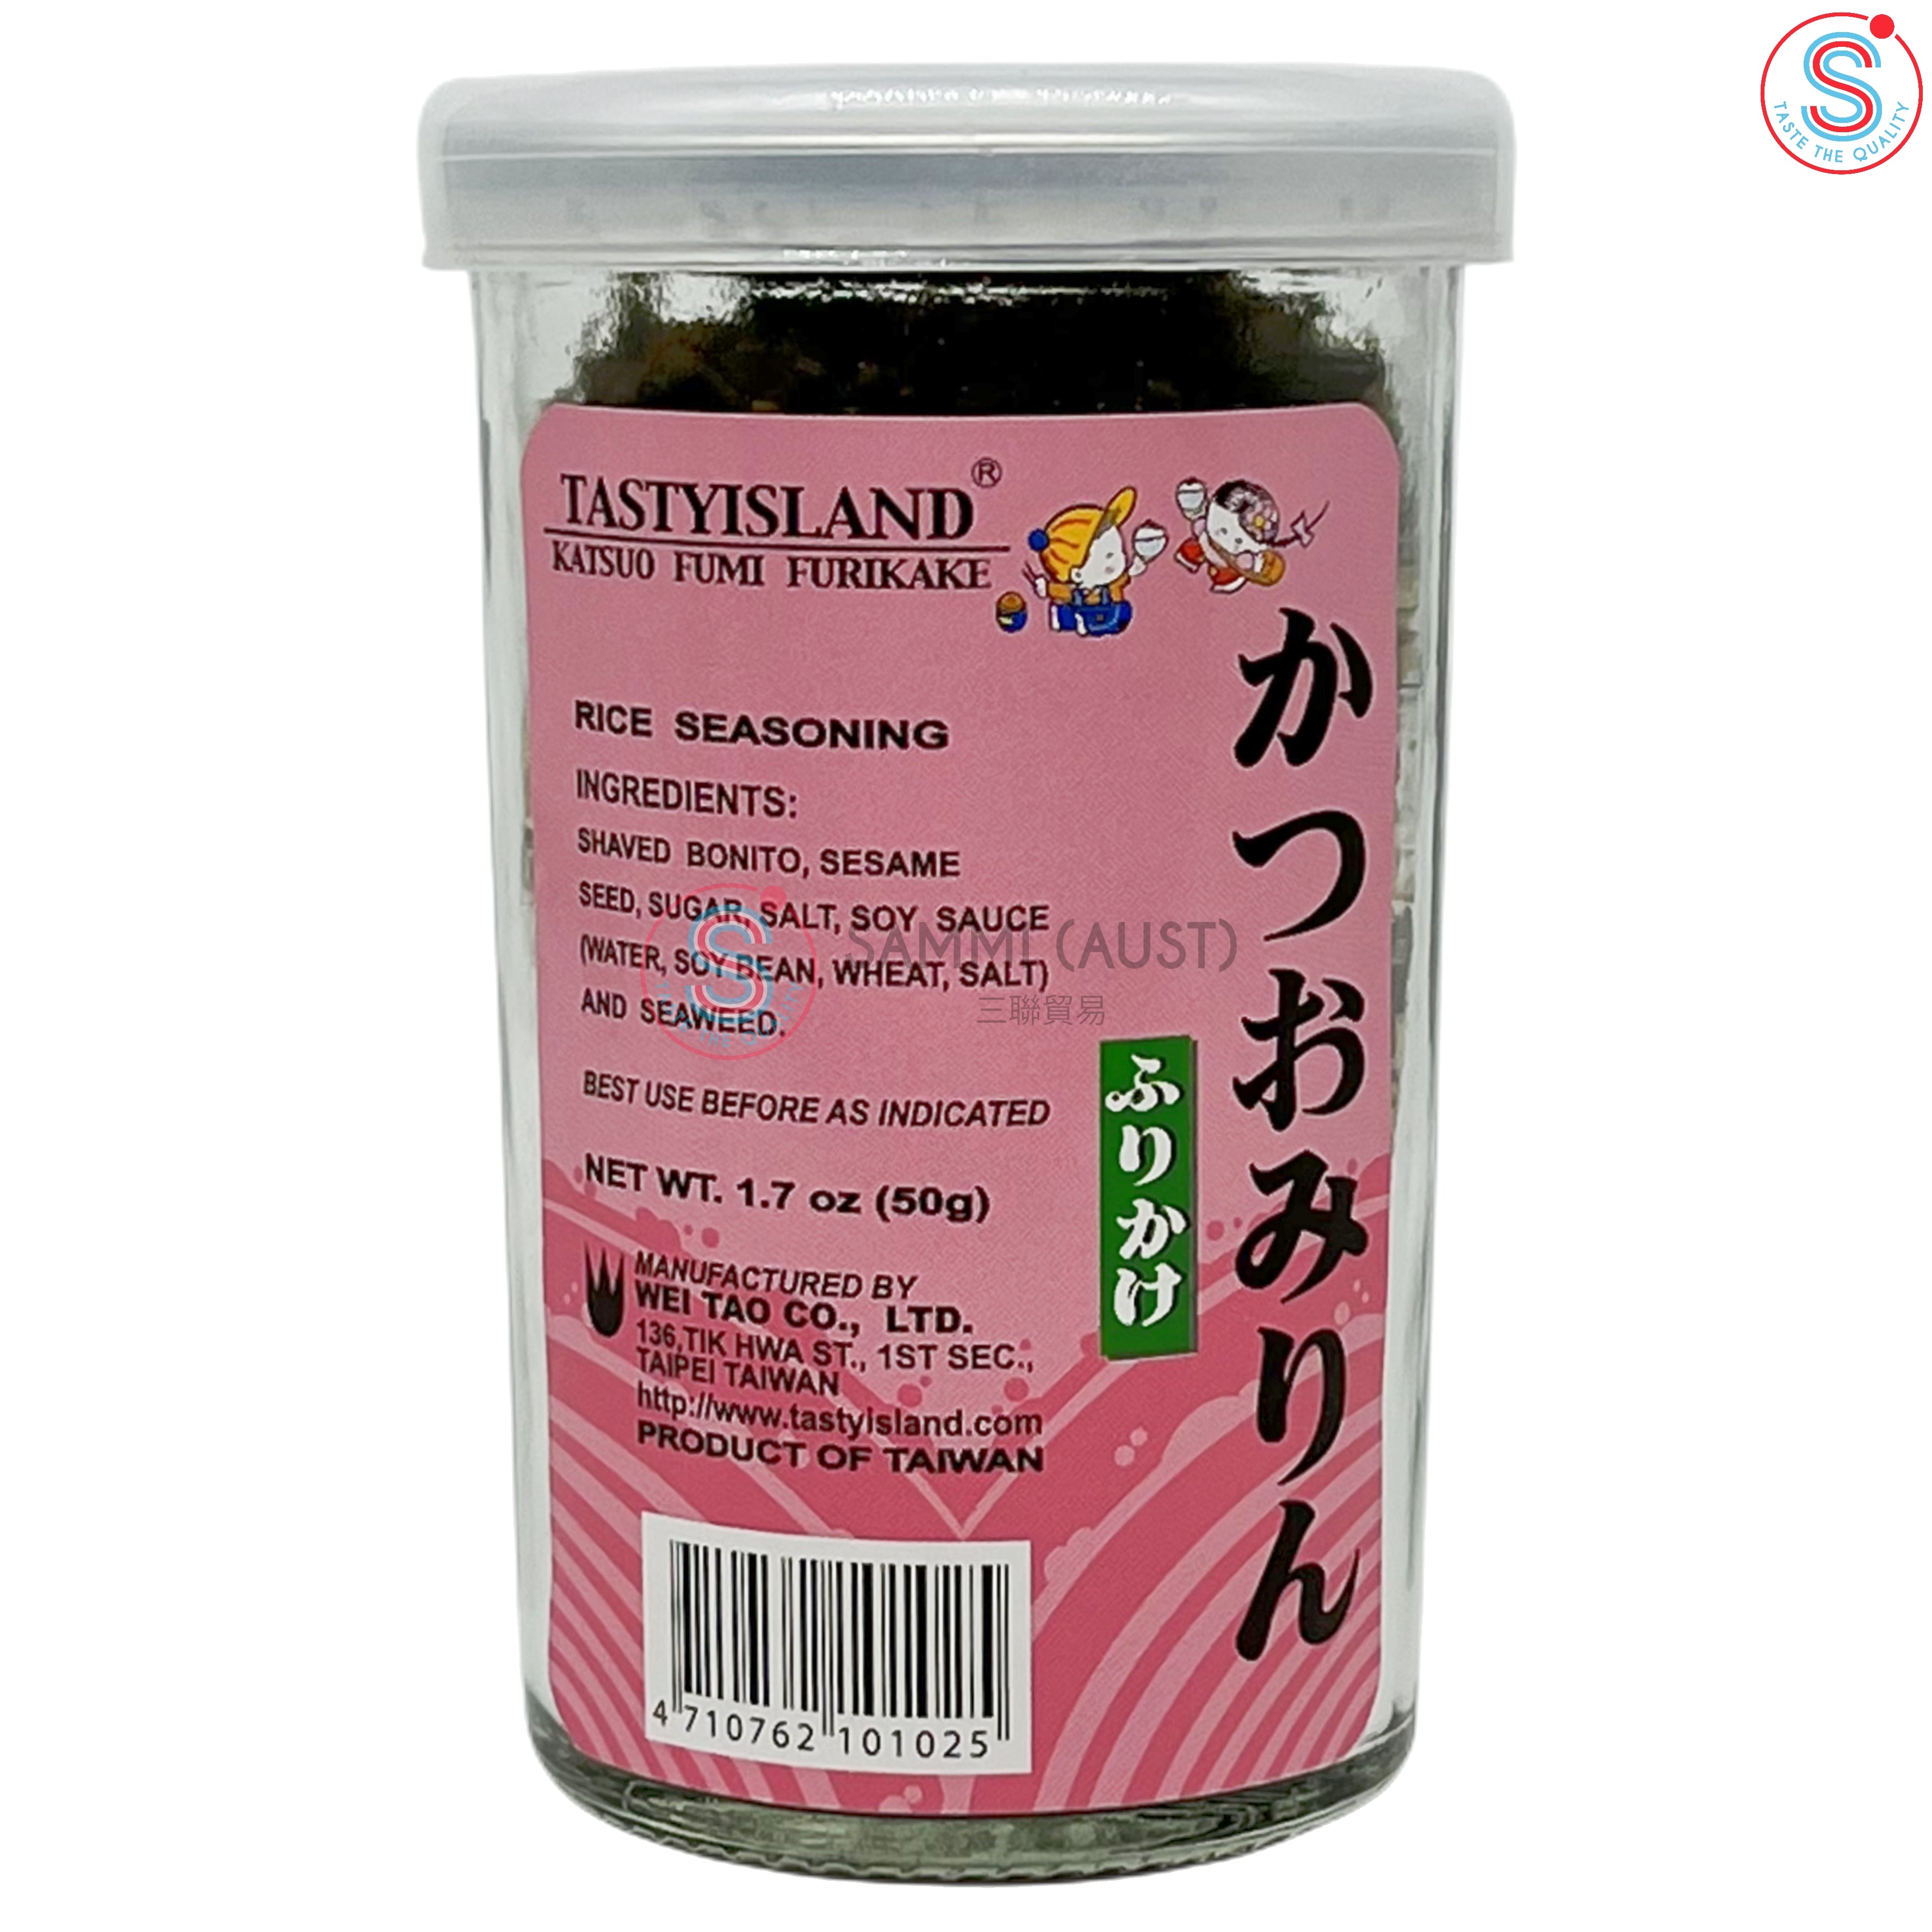 S
TASTE THE QUALITY
TASTYISLAND®
KATSUO FUMI FURIKAKE
かつおみりん
ふりかけ
RICE SEASONING
INGREDIENTS:
SHAVED BONITO, SESAME
SEED, SUGAR, SALT, SOY SAUCE
(WATER, SOY BEAN, WHEAT, SALT)
AND SEAWEED.
SAMMI (AUST)
三聯貿易
BEST USE BEFORE AS INDICATED
NET WT. 1.7 oz (50g)
MANUFACTURED BY
WEI TAO CO., LTD.
136,TIK HWA ST., 1ST SEC.,
TAIPEI TAIWAN
http://www.tastyisland.com
PRODUCT OF TAIWAN
4 710762 101025